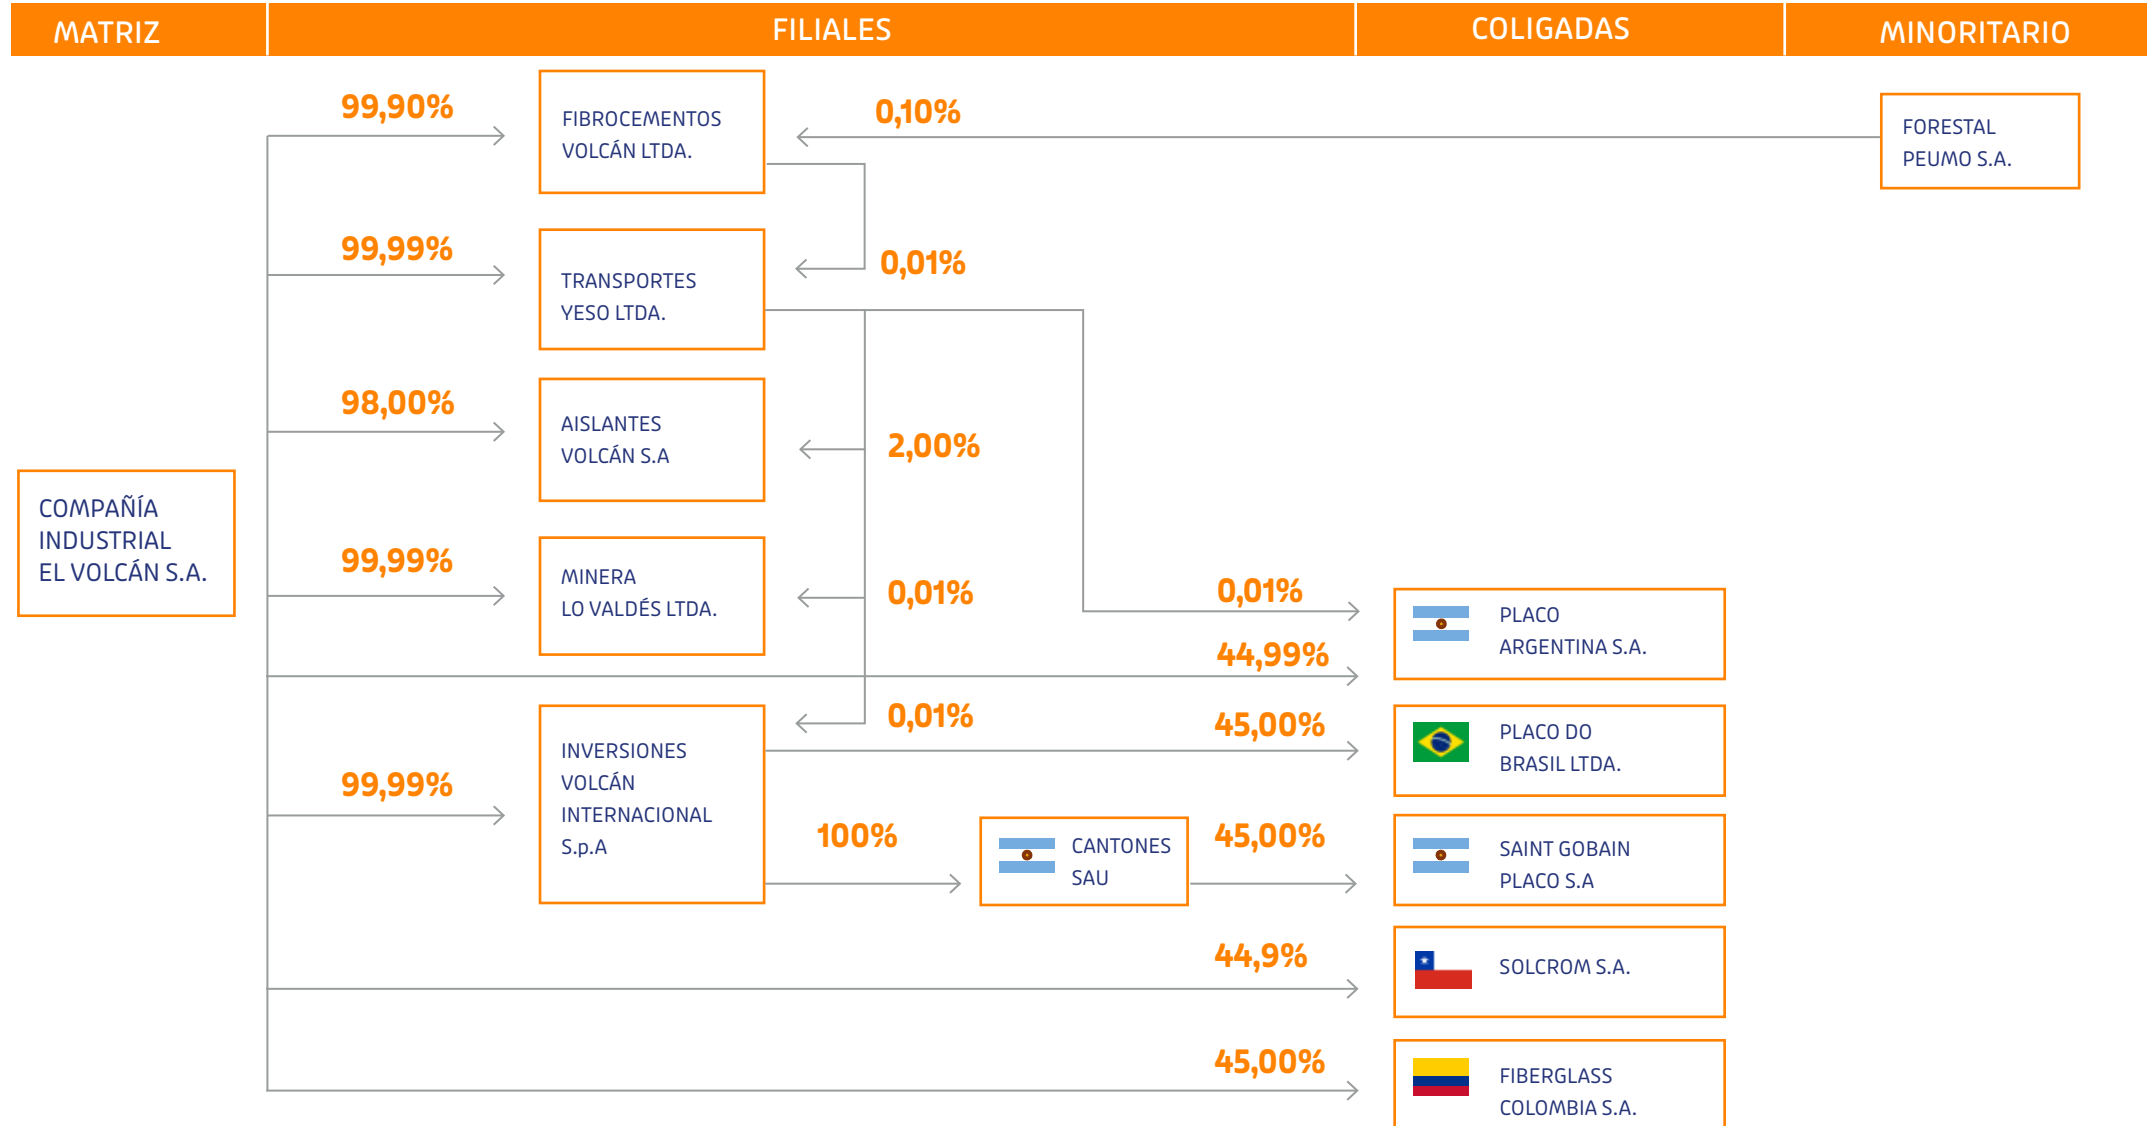 MATRIZ
FILIALES
COLIGADAS
MINORITARIO
99,90%
FIBROCEMENTOS
VOLCÁN LTDA.
0,10%
FORESTAL
PEUMO S.A.
99,99%
TRANSPORTES
YESO LTDA.
0,01%
98,00%
AISLANTES
VOLCÁN S.A
2,00%
COMPAÑÍA
INDUSTRIAL
EL VOLCÁN S.A.
99,99%
MINERA
LO VALDÉS LTDA.
0,01%
0,01%
PLACO
ARGENTINA S.A.
44,99%
99,99%
INVERSIONES
VOLCÁN
INTERNACIONAL
S.p.A
0,01%
45,00%
PLACO DO
BRASIL LTDA.
100%
CANTONES
SAU
45,00%
SAINT GOBAIN
PLACO S.A
44,9%
SOLCROM S.A.
45,00%
FIBERGLASS
COLOMBIA S.A.